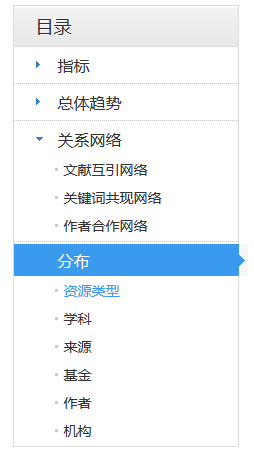 目录
指标
总体趋势
关系网络
文献互引网络
关键词共现网络
作者合作网络
分布
资源类型
学科
来源
基金
作者
机构